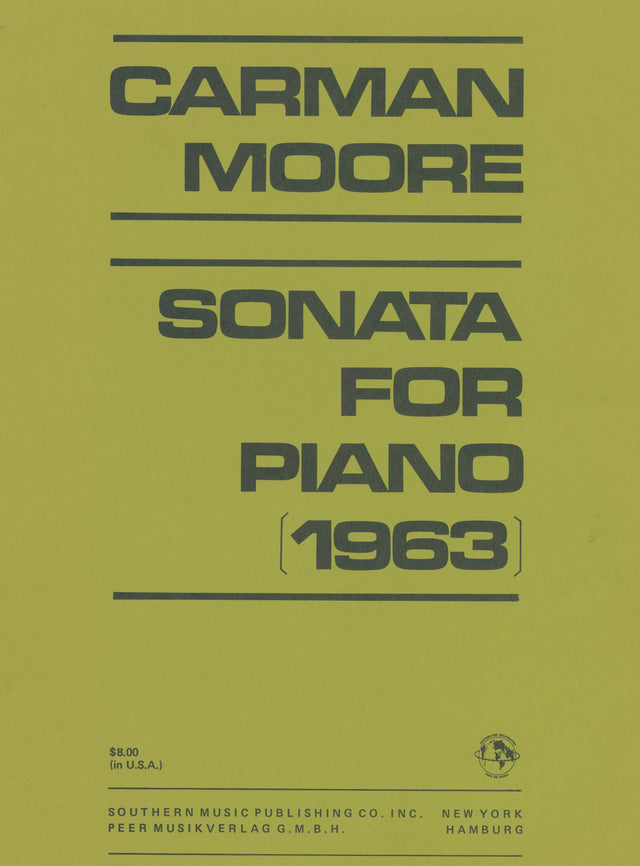 CARMAN
MOORE
SONATA
FOR
PIANO
(1963)
$8.00
(in U.S.A.)
SOUTHERN MUSIC PUBLISHING CO. INC. NEW YORK
PEER MUSIKVERLAG G.M.B.H. HAMBURG